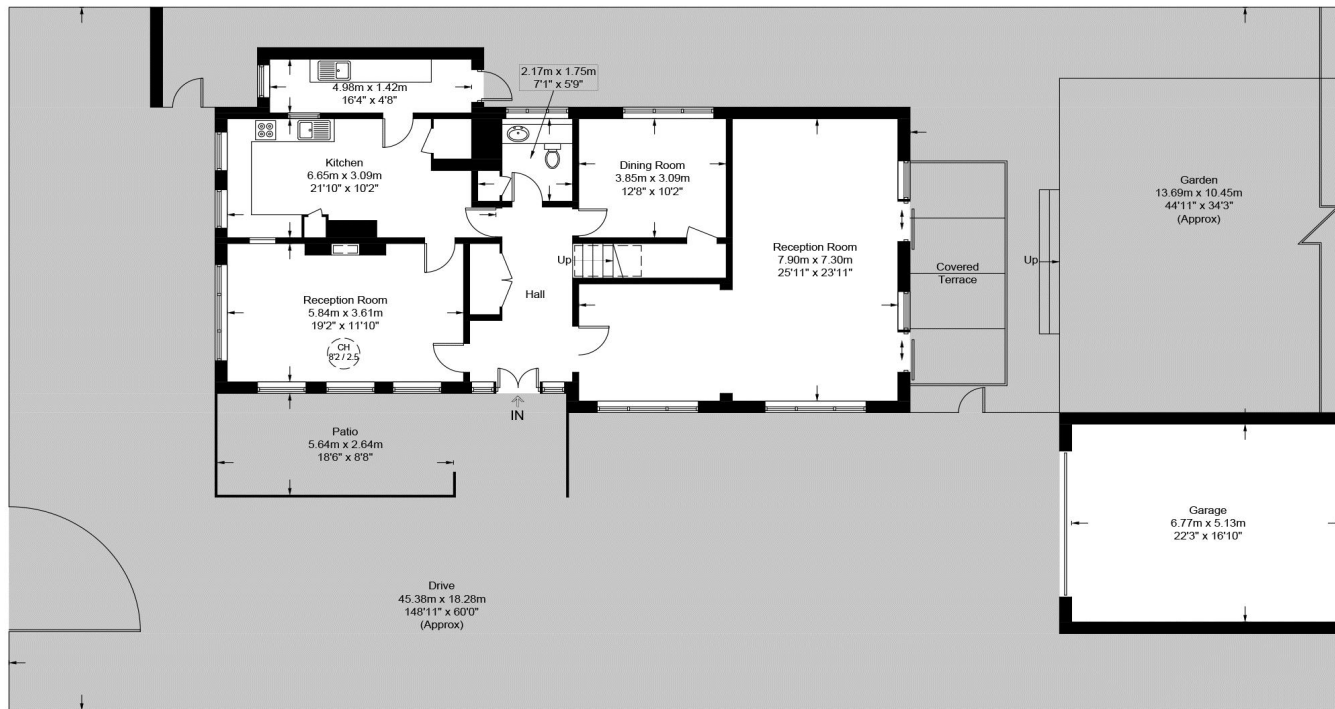 2.17m x 1.75m
7'1" x 5'9"
4.98m x 1.42m
16'4" x 4'8"
Kitchen
6.65m x 3.09m
21'10" x 10'2"
Dining Room
3.85m x 3.09m
12'8" x 10'2"
Garden
13.69m x 10.45m
44'11" x 34'3"
(Approx)
Reception Room
7.90m x 7.30m
25'11" x 23'11"
Up
Up
Covered
Terrace
Hall
Reception Room
5.84m x 3.61m
19'2" x 11'10"
CH
8'2 / 2.5
IN
Patio
5.64m x 2.64m
18'6" x 8'8"
Garage
6.77m x 5.13m
22'3" x 16'10"
Drive
45.38m x 18.28m
148'11" x 60'0"
(Approx)